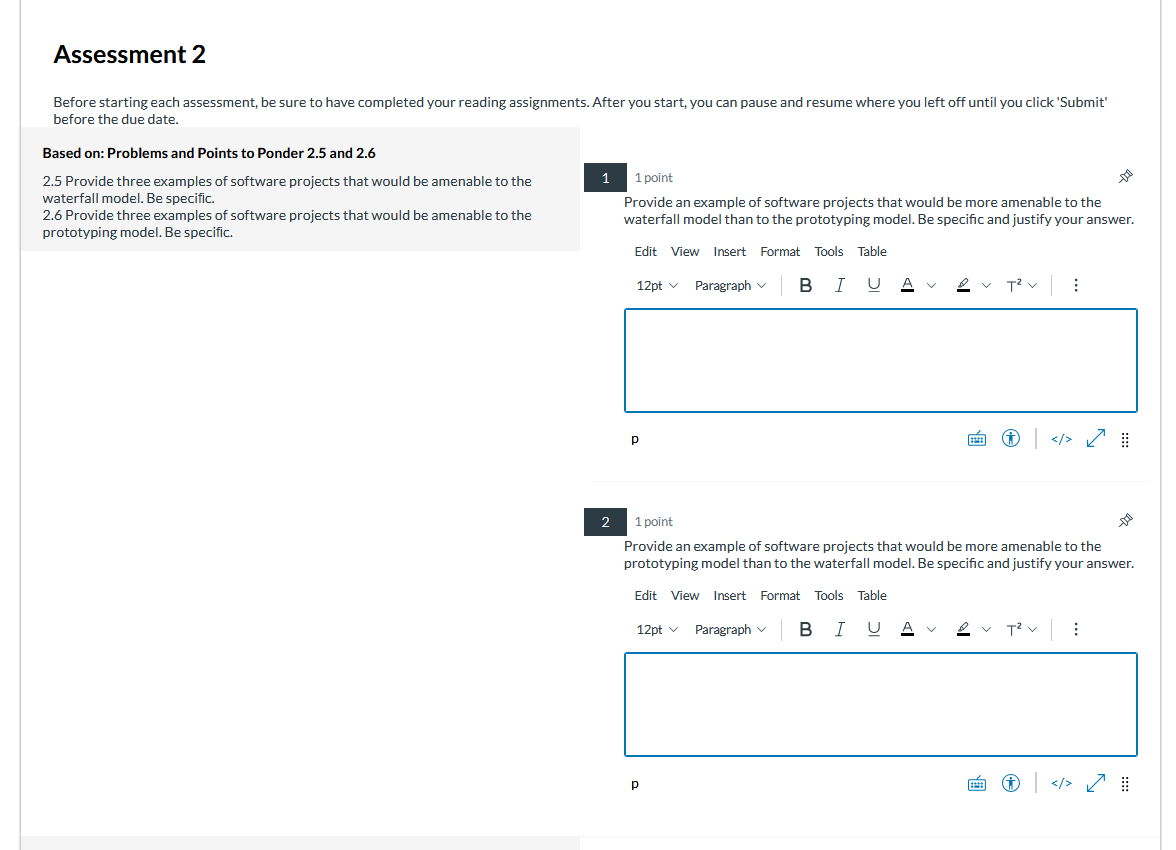 Assessment 2
Before starting each assessment, be sure to have completed your reading assignments. After you start, you can pause and resume where you left off until you click 'Submit'
before the due date.
Based on: Problems and Points to Ponder 2.5 and 2.6
2.5 Provide three examples of software projects that would be amenable to the
waterfall model. Be specific.
2.6 Provide three examples of software projects that would be amenable to the
prototyping model. Be specific.
1 1 point
Provide an example of software projects that would be more amenable to the
waterfall model than to the prototyping model. Be specific and justify your answer.
Edit View Insert Format Tools Table
12pt Paragraph B I U A T²
p </>
2 1 point
Provide an example of software projects that would be more amenable to the
prototyping model than to the waterfall model. Be specific and justify your answer.
Edit View Insert Format Tools Table
12pt Paragraph B I U A T²
p </>